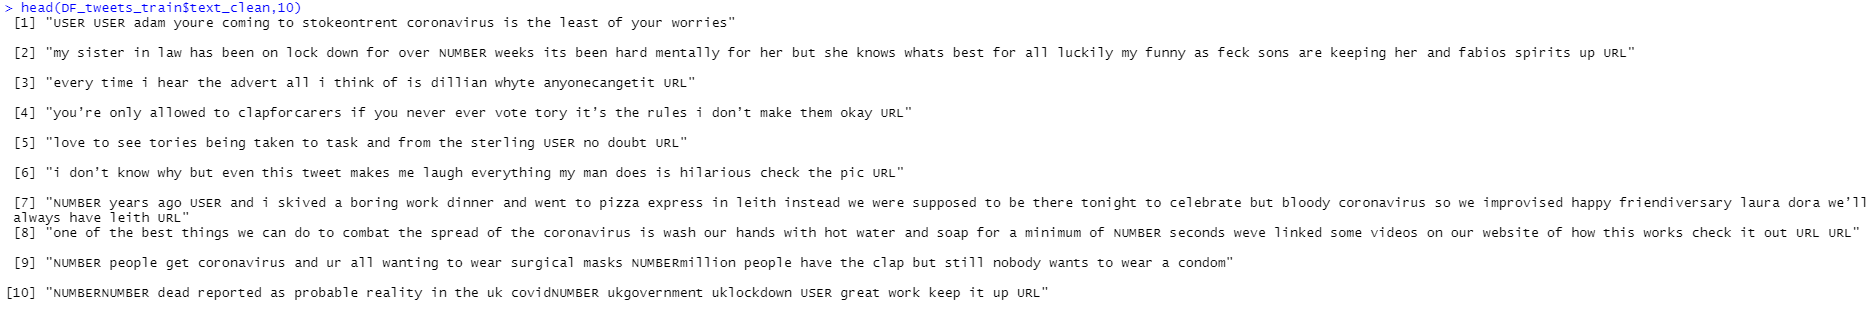 > head(DF_tweets_train$text_clean,10)
[1] "USER USER adam youre coming to stokeontrent coronavirus is the least of your worries"
[2] "my sister in law has been on lock down for over NUMBER weeks its been hard mentally for her but she knows whats best for all luckily my funny as feck sons are keeping her and fabios spirits up URL"
[3] "every time i hear the advert all i think of is dillian whyte anyonecangetit URL"
[4] "you’re only allowed to clapforcarers if you never ever vote tory it’s the rules i don’t make them okay URL"
[5] "love to see tories being taken to task and from the sterling USER no doubt URL"
[6] "i don’t know why but even this tweet makes me laugh everything my man does is hilarious check the pic URL"
[7] "NUMBER years ago USER and i skived a boring work dinner and went to pizza express in leith instead we were supposed to be there tonight to celebrate but bloody coronavirus so we improvised happy friendiversary laura dora we’ll
always have leith URL"
[8] "one of the best things we can do to combat the spread of the coronavirus is wash our hands with hot water and soap for a minimum of NUMBER seconds weve linked some videos on our website of how this works check it out URL URL"
[9] "NUMBER people get coronavirus and ur all wanting to wear surgical masks NUMBERmillion people have the clap but still nobody wants to wear a condom"
[10] "NUMBERNUMBER dead reported as probable reality in the uk covidNUMBER ukgovernment uklockdown USER great work keep it up URL"